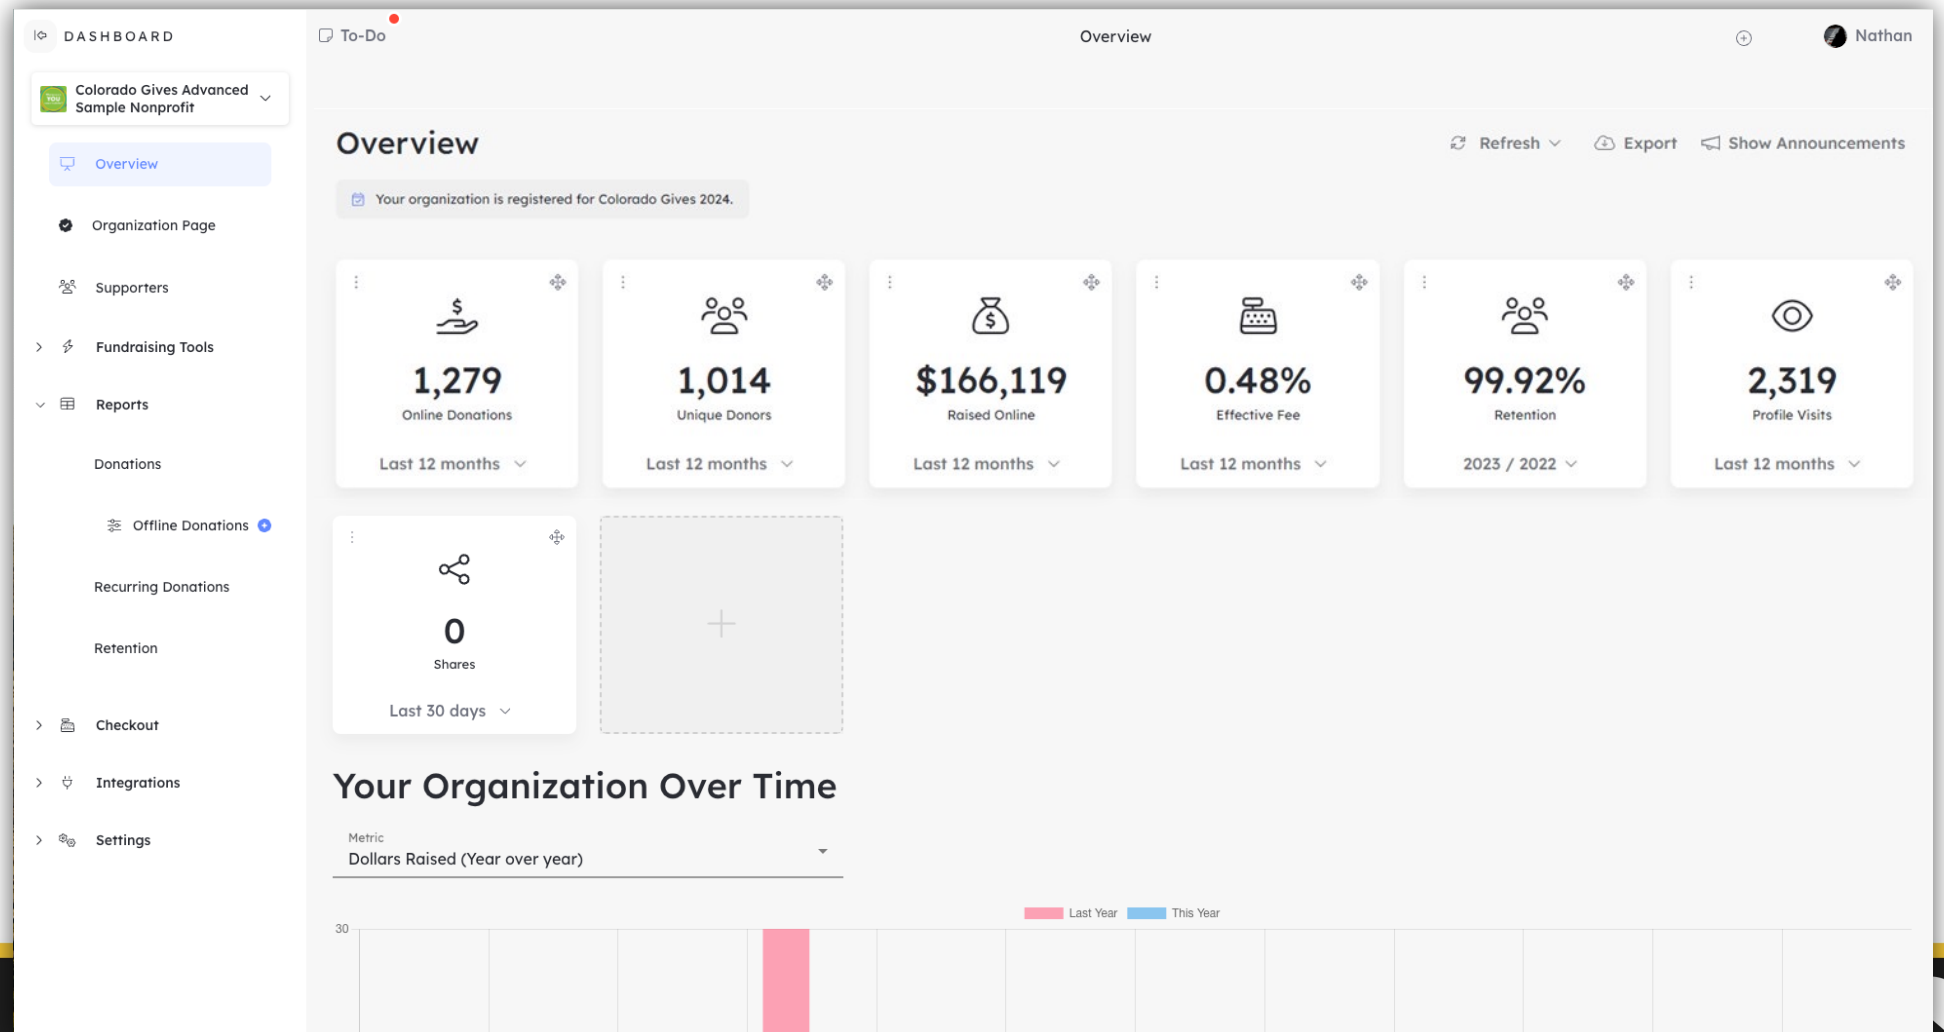 DASHBOARD
To-Do
Overview
Nathan
Colorado Gives Advanced
Sample Nonprofit
Overview
Organization Page
Supporters
Fundraising Tools
Reports
Donations
Offline Donations
Recurring Donations
Retention
Checkout
Integrations
Settings
Overview
Refresh
Export
Show Announcements
Your organization is registered for Colorado Gives 2024.
1,279
Online Donations
Last 12 months
1,014
Unique Donors
Last 12 months
$166,119
Raised Online
Last 12 months
0.48%
Effective Fee
Last 12 months
99.92%
Retention
2023 / 2022
2,319
Profile Visits
Last 12 months
0
Shares
Last 30 days
Your Organization Over Time
Metric
Dollars Raised (Year over year)
Last Year
This Year
30